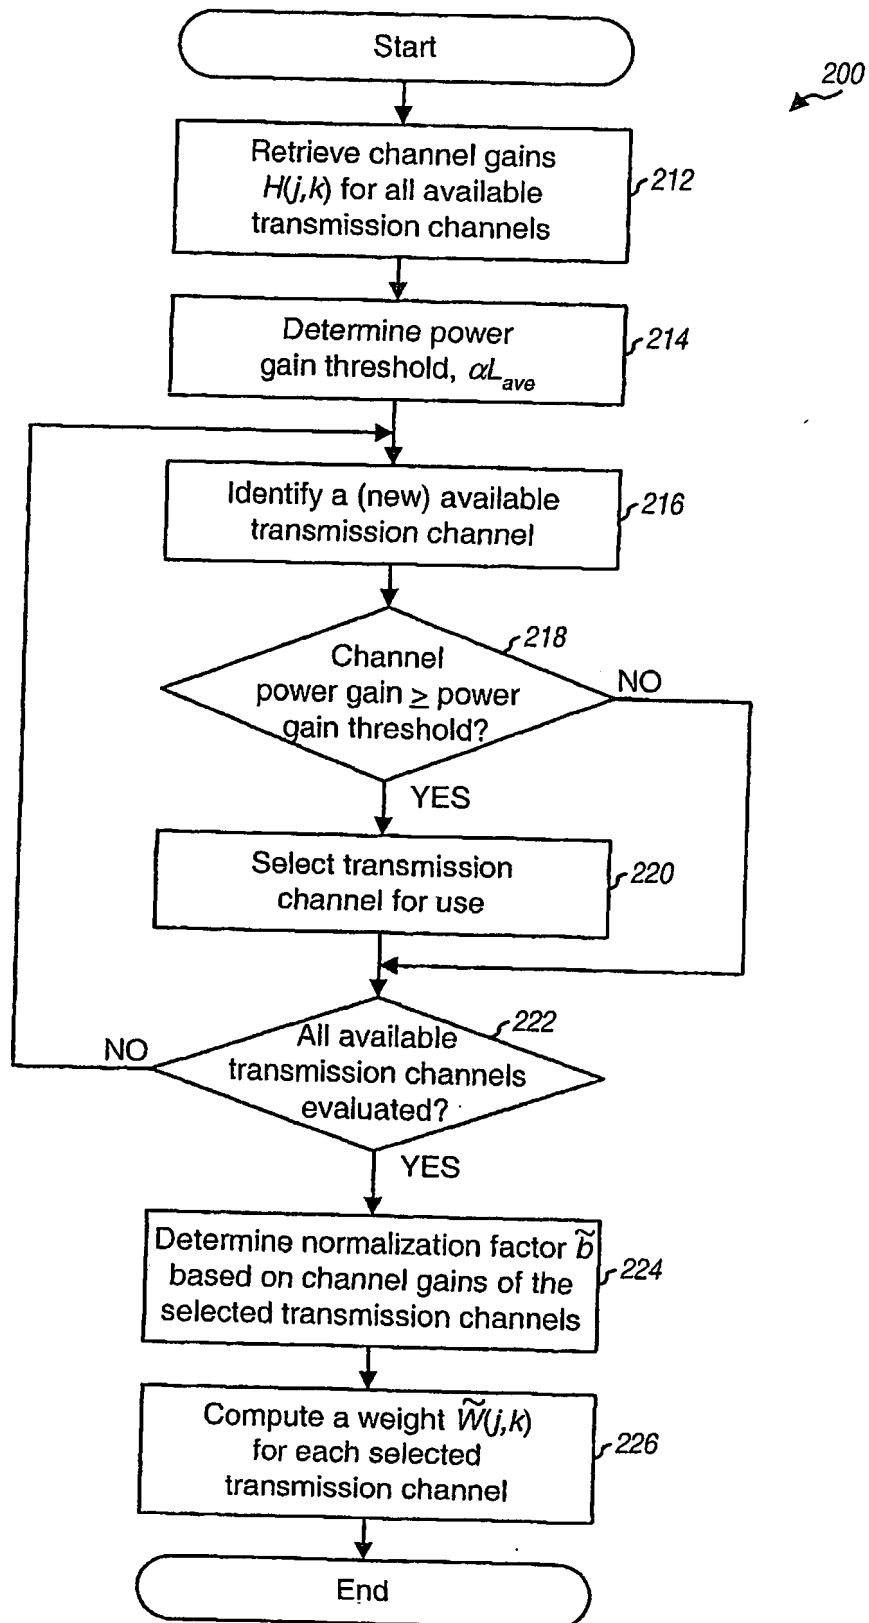 Start
200
Retrieve channel gains
H(j,k) for all available
transmission channels
212
Determine power
gain threshold, αL_ave
214
Identify a (new) available
transmission channel
216
218
Channel
power gain ≥ power
gain threshold?
NO
YES
Select transmission
channel for use
220
222
All available
transmission channels
evaluated?
NO
YES
Determine normalization factor b̃
based on channel gains of the
selected transmission channels
224
Compute a weight W̃(j,k)
for each selected
transmission channel
226
End